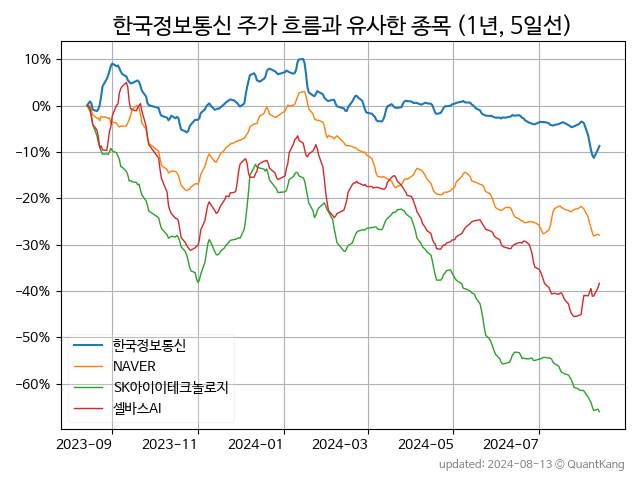 한국정보통신 주가 흐름과 유사한 종목 (1년, 5일선)
10%
0%
−10%
−20%
−30%
−40%
−50%
−60%
한국정보통신
NAVER
SK아이이테크놀로지
셀바스AI
2023-09 2023-11 2024-01 2024-03 2024-05 2024-07
updated: 2024-08-13 © QuantKang